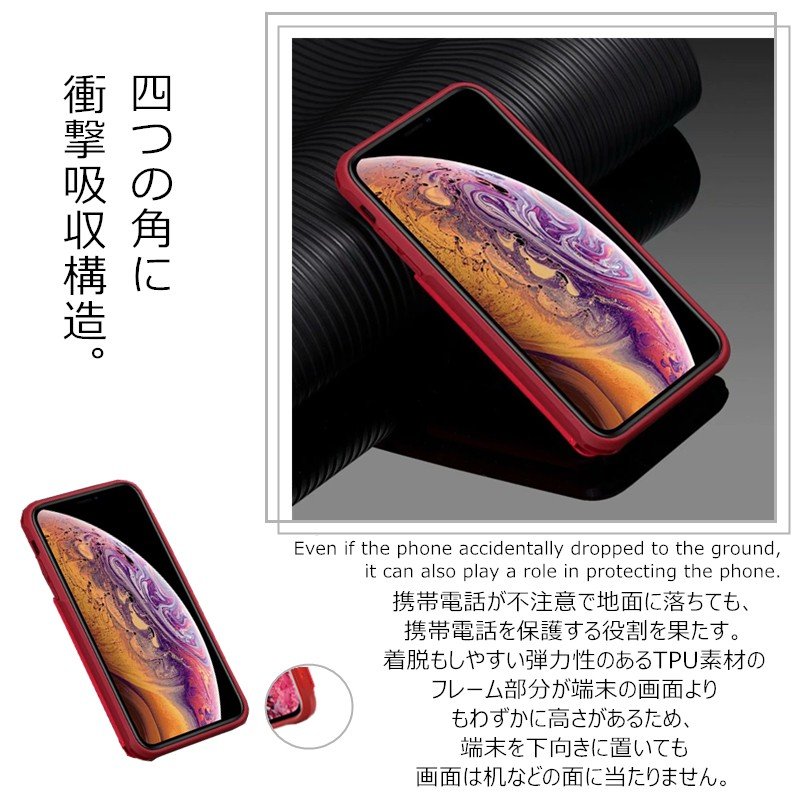 四つの角に
衝撃吸収構造。
Even if the phone accidentally dropped to the ground,
it can also play a role in protecting the phone.
携帯電話が不注意で地面に落ちても、
携帯電話を保護する役割を果たす。
着脱もしやすい弾力性のあるTPU素材の
フレーム部分が端末の画面より
もわずかに高さがあるため、
端末を下向きに置いても
画面は机などの面に当たりません。